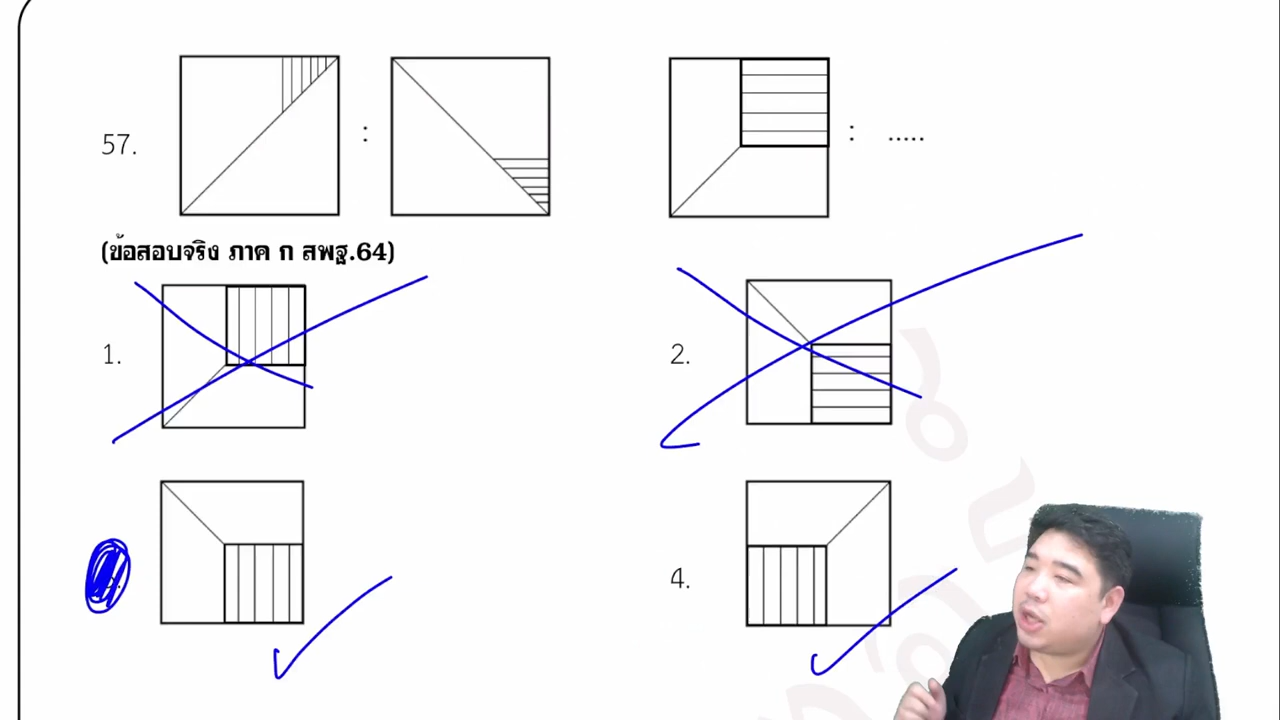 57.
: : .....
(ข้อสอบจริง ภาค ก สพฐ.64)
1. 2.
4.